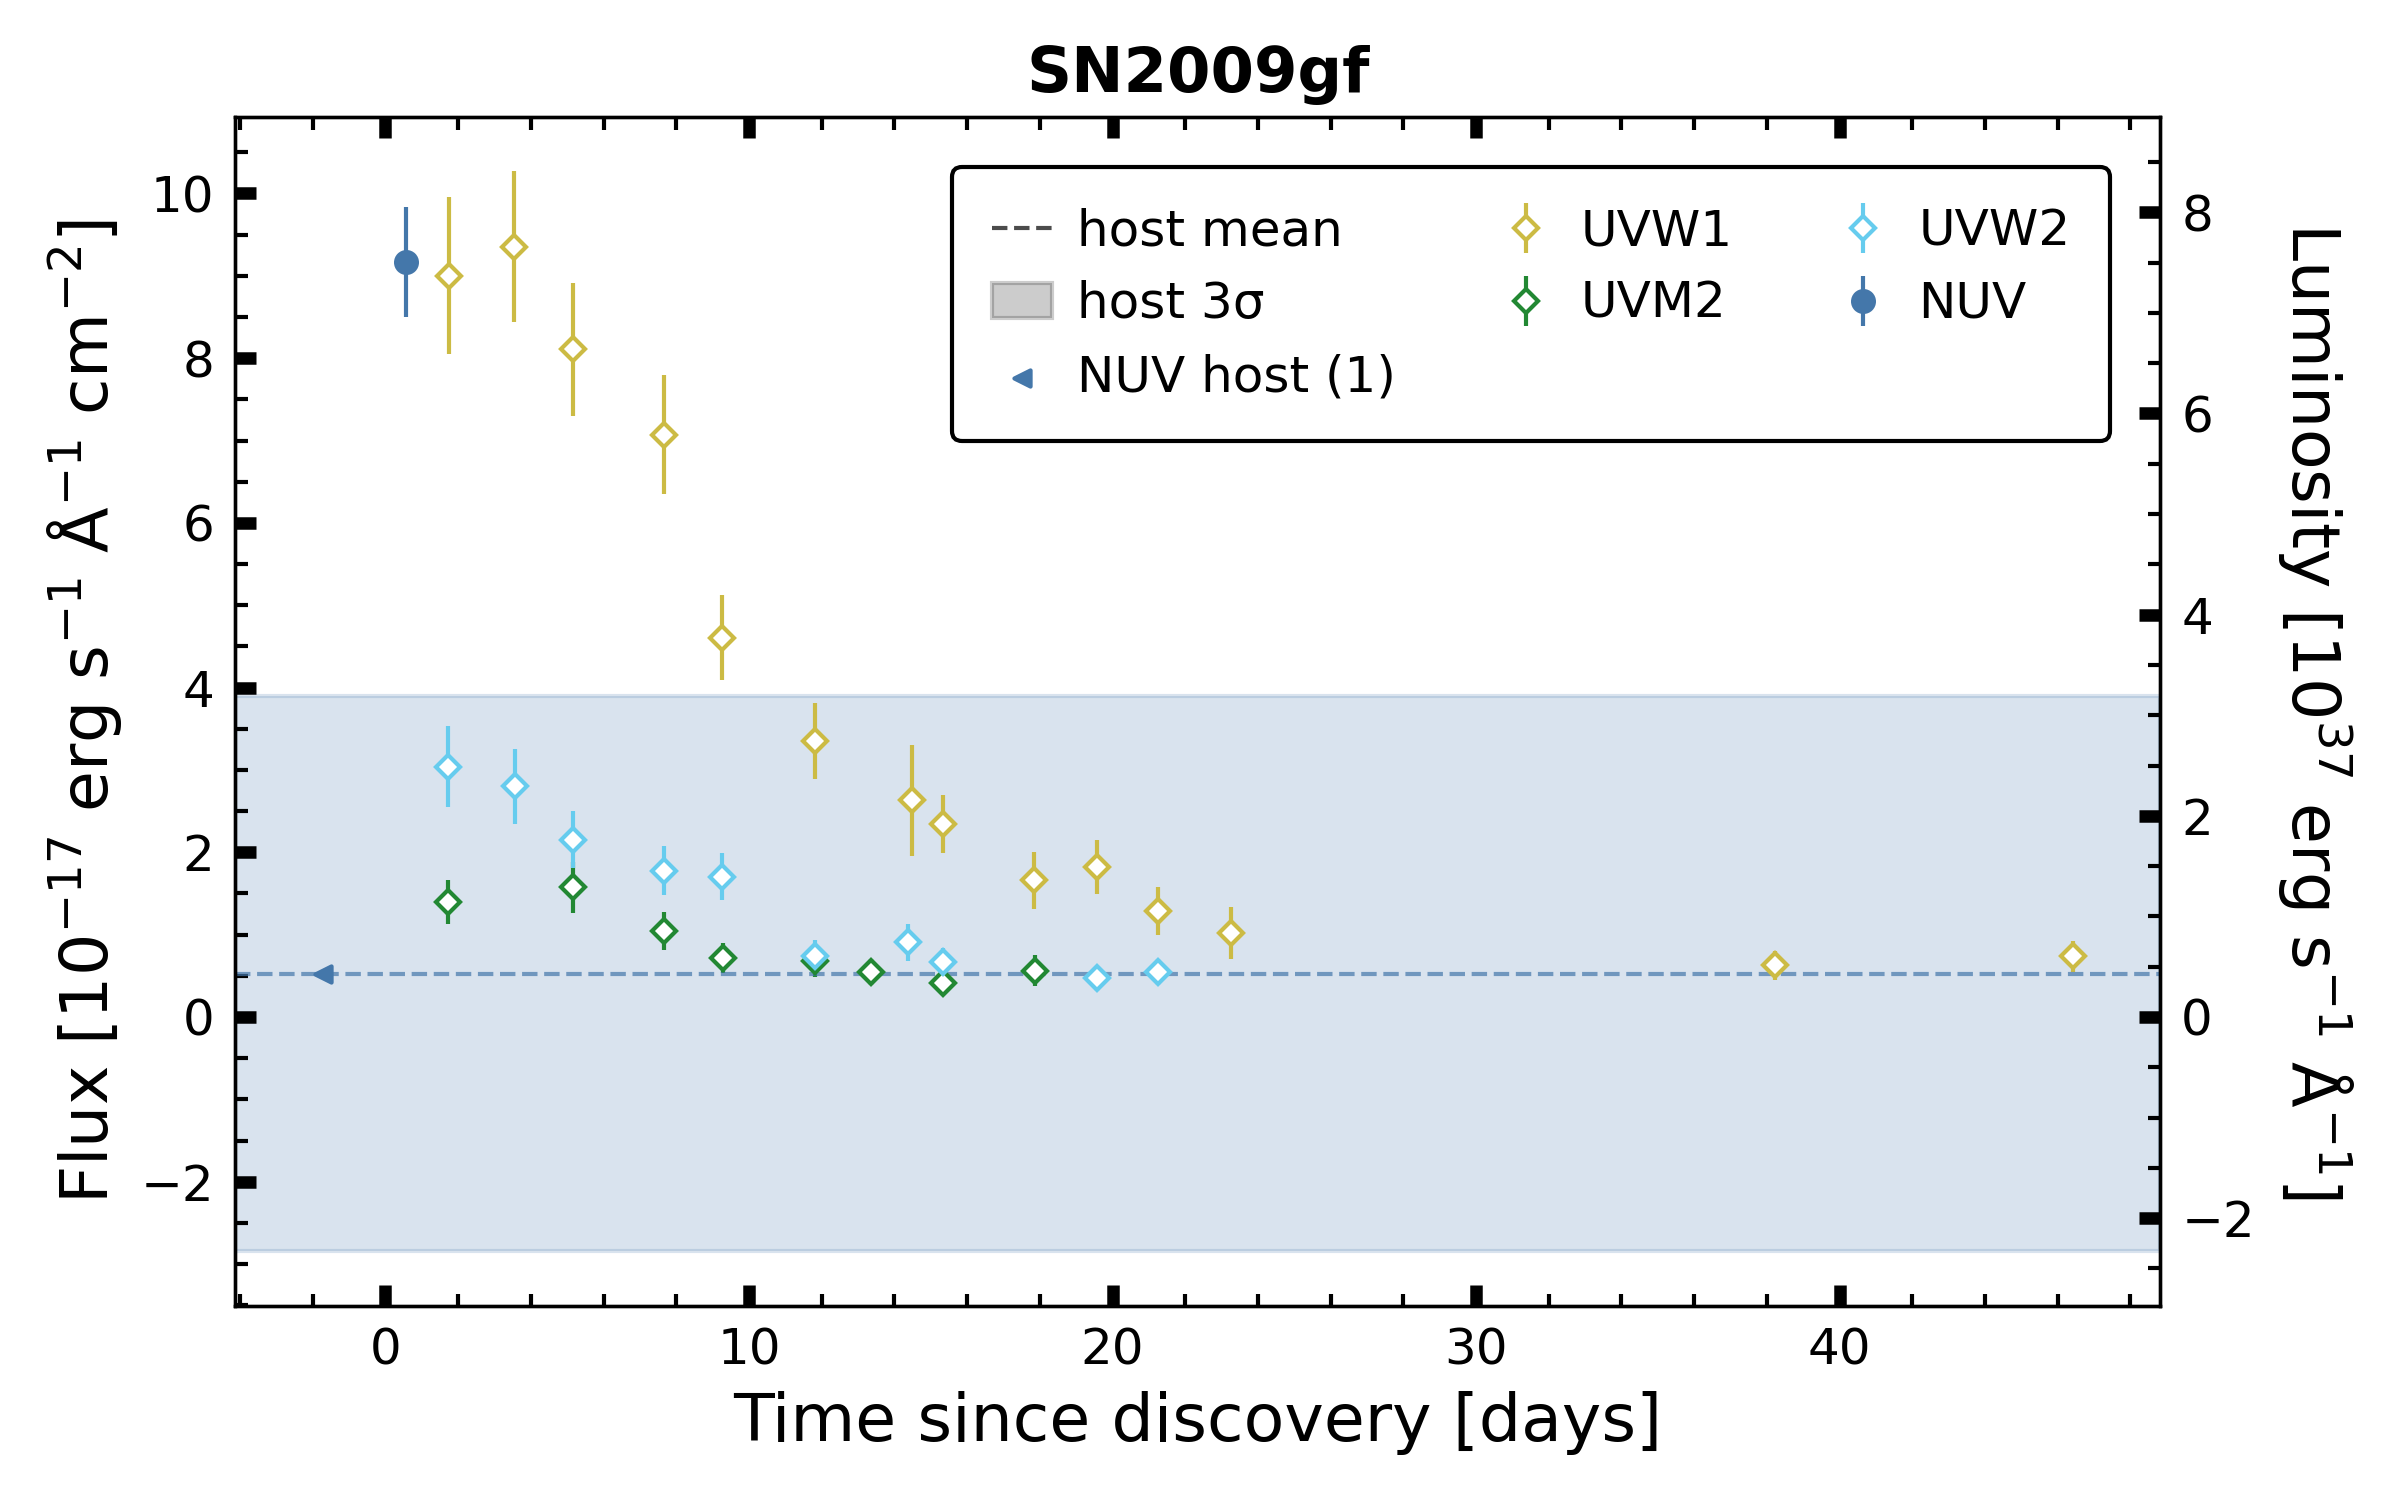 SN2009gf
Flux [10⁻¹⁷ erg s⁻¹ Å⁻¹ cm⁻²]
10
8
6
4
2
0
−2
host mean
host 3σ
NUV host (1)
UVW1
UVM2
UVW2
NUV
8
6
4
2
0
−2
Luminosity [10³⁷ erg s⁻¹ Å⁻¹]
0 10 20 30 40
Time since discovery [days]